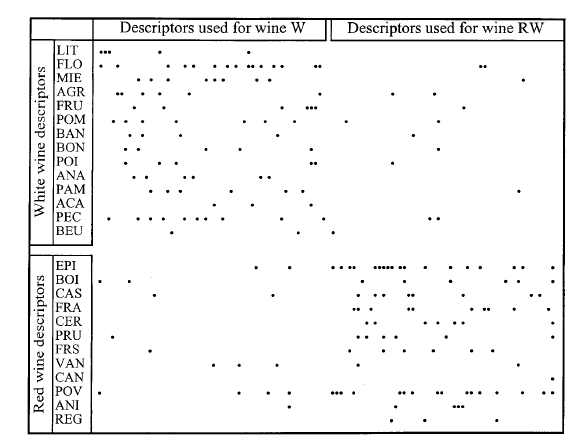 Descriptors used for wine W
Descriptors used for wine RW
White wine descriptors
LIT
FLO
MIE
AGR
FRU
POM
BAN
BON
POI
ANA
PAM
ACA
PEC
BEU
Red wine descriptors
EPI
BOI
CAS
FRA
CER
PRU
FRS
VAN
CAN
POV
ANI
REG